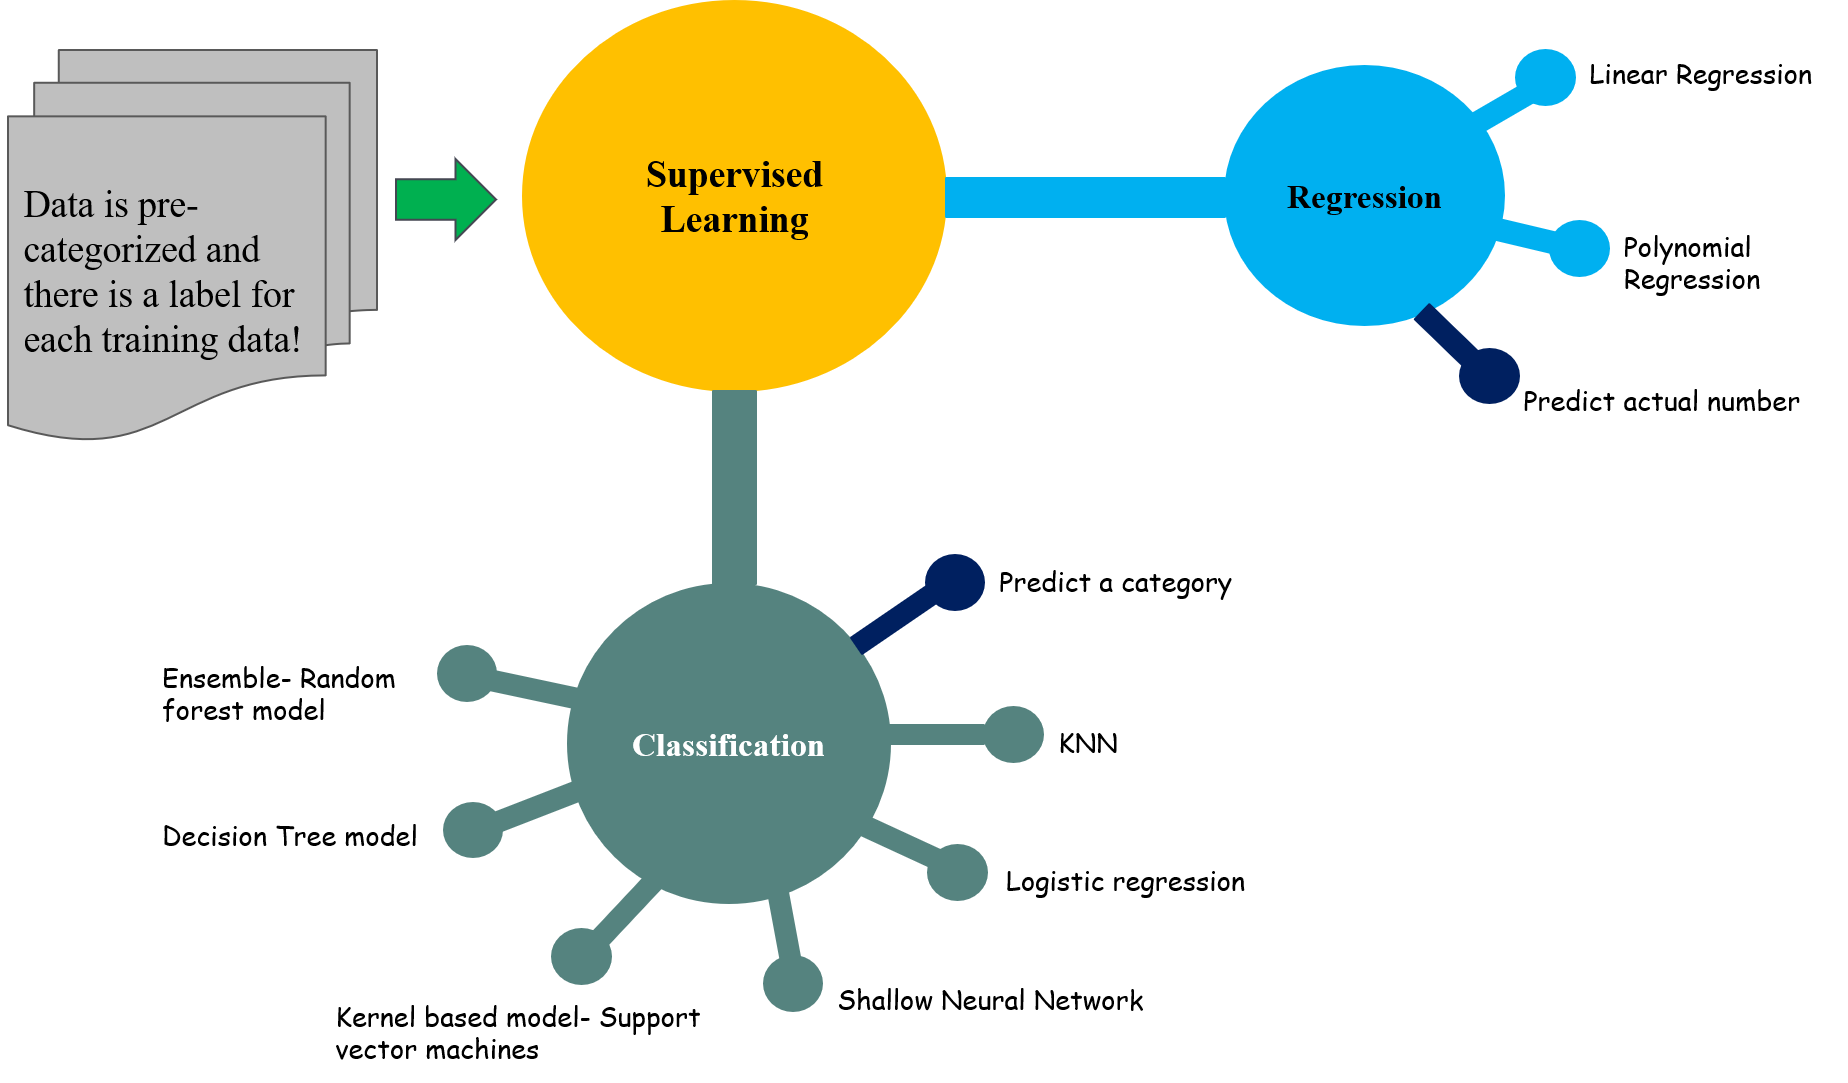 Data is pre-
categorized and
there is a label for
each training data!
Supervised
Learning
Regression
Linear Regression
Polynomial
Regression
Predict actual number
Predict a category
Classification
Ensemble- Random
forest model
KNN
Decision Tree model
Logistic regression
Shallow Neural Network
Kernel based model- Support
vector machines